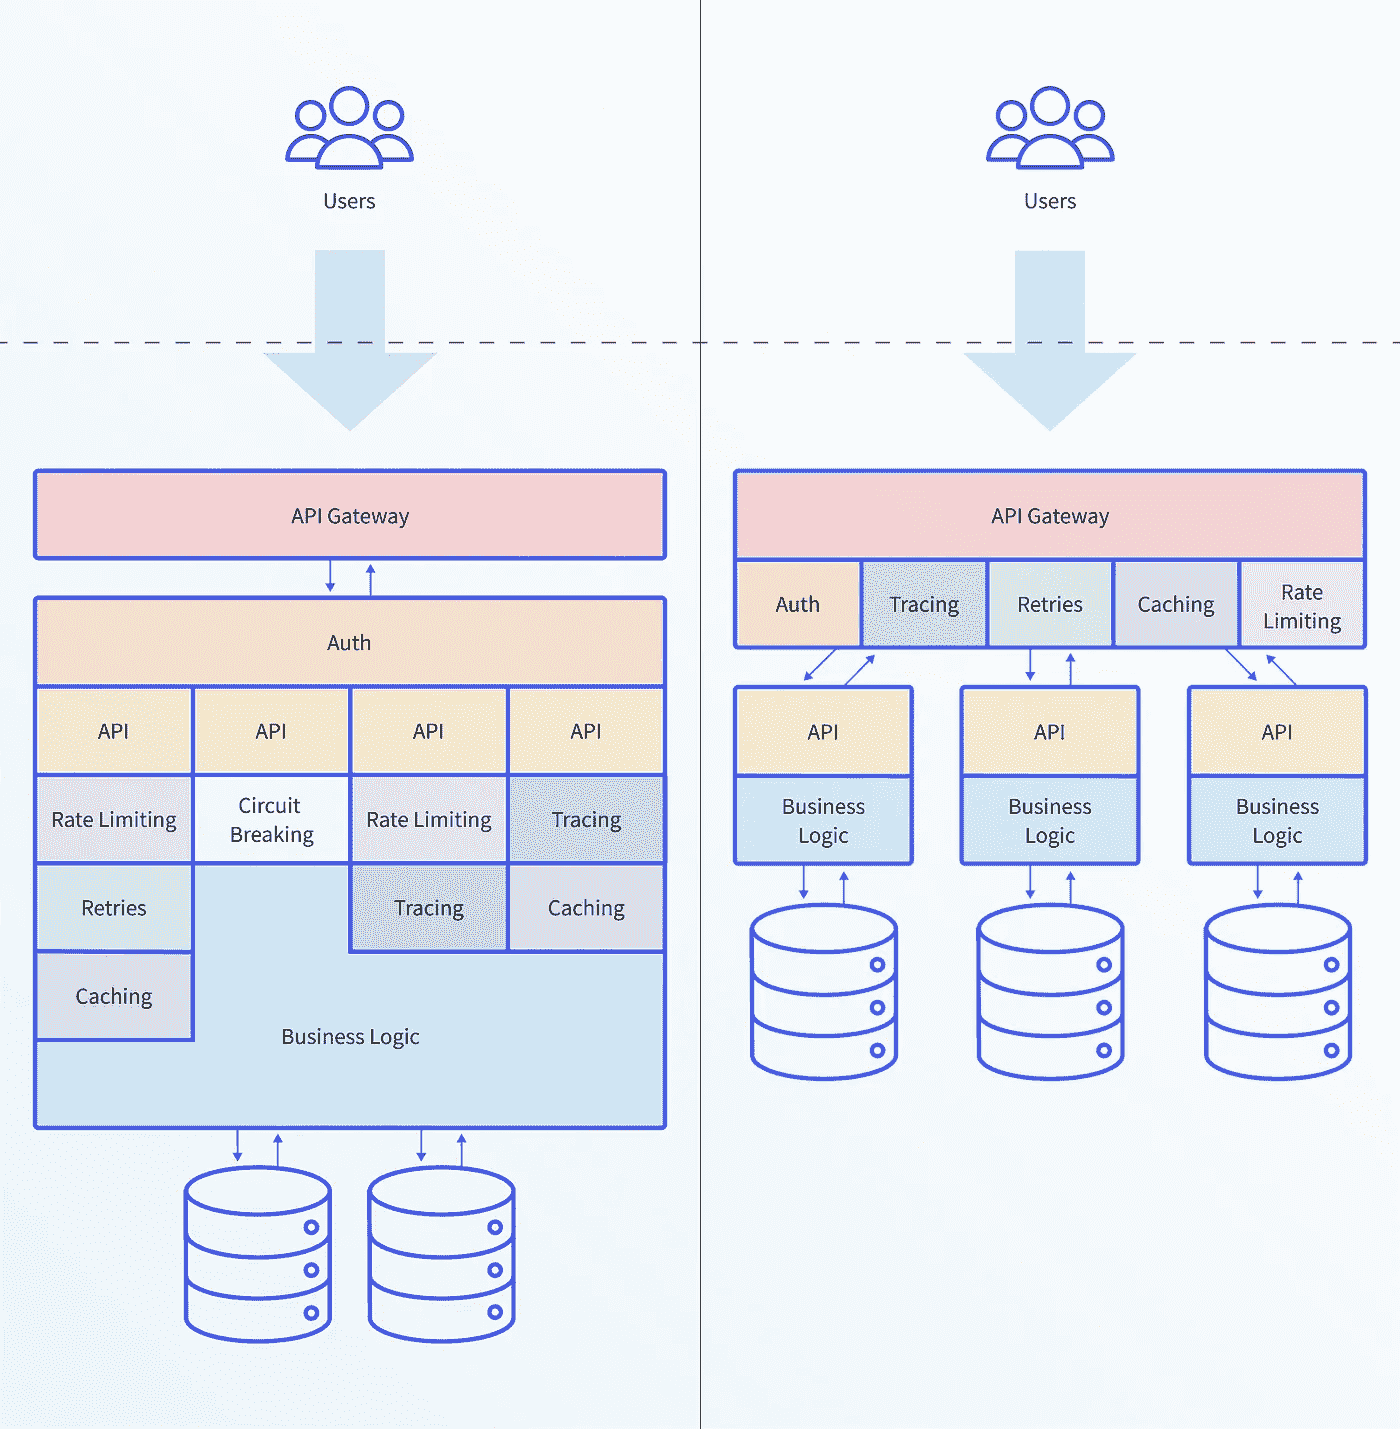 Users
API Gateway
Auth
API
API
API
API
Rate Limiting
Circuit
Breaking
Rate Limiting
Tracing
Retries
Tracing
Caching
Caching
Business Logic
Users
API Gateway
Auth
Tracing
Retries
Caching
Rate
Limiting
API
API
API
Business
Logic
Business
Logic
Business
Logic